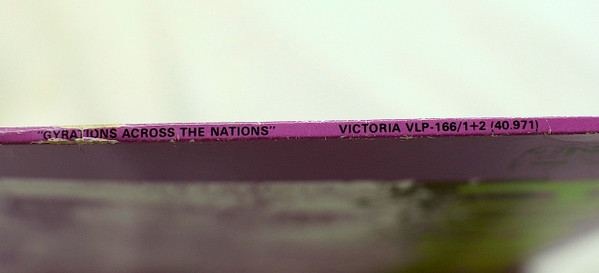 "GYRATIONS ACROSS THE NATIONS" VICTORIA VLP-166/1+2 (40.971)